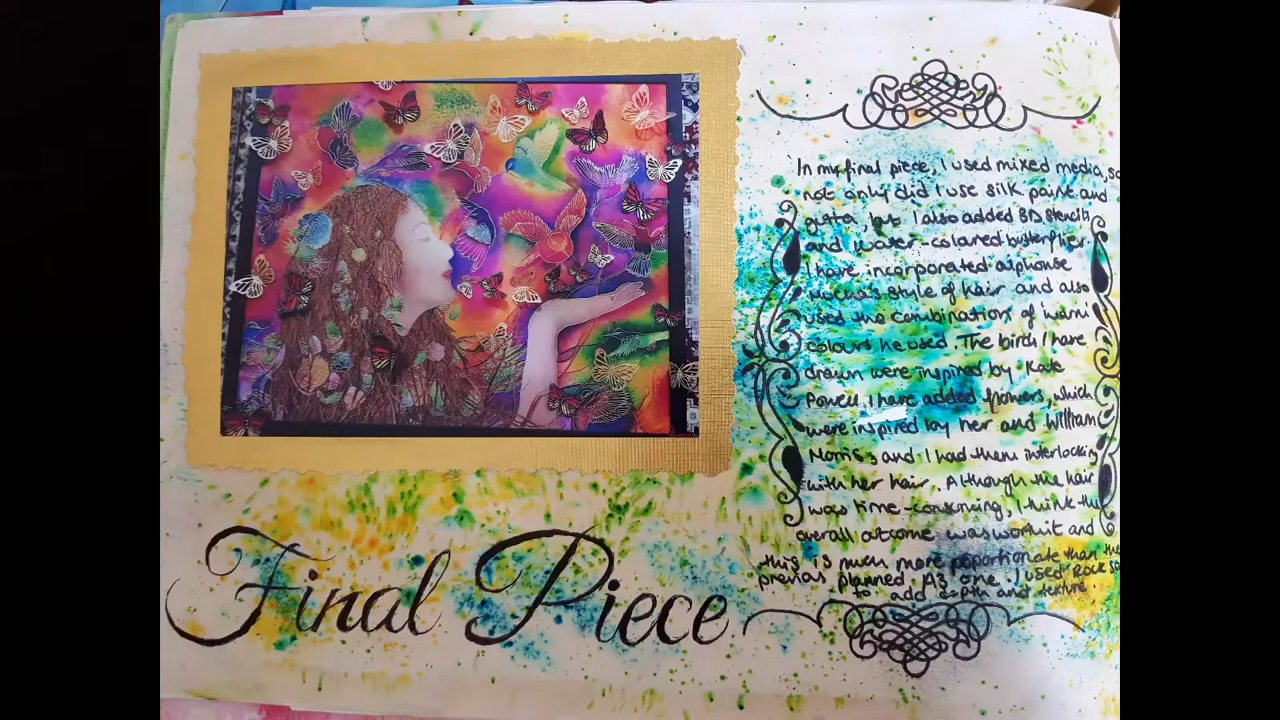 In my final piece, I used mixed media, so
not only did I use silk paint and
gutta, but I also added 3D stencils
and water-colored butterflies.
I have incorporated alphonse
Mucha's style of hair and also
used the combination of warm
colours he used. The birds I have
drawn were inspired by Kate
Powell. I have added flowers, which
were inspired by her and William
Morris, and I had them interlocking
with her hair. Although the hair
was time-consuming, I think the
overall outcome was worth it and
this is much more poportionate than the
previous planned A3 one. I used Rock Sa
to add depth and texture.
Final Piece